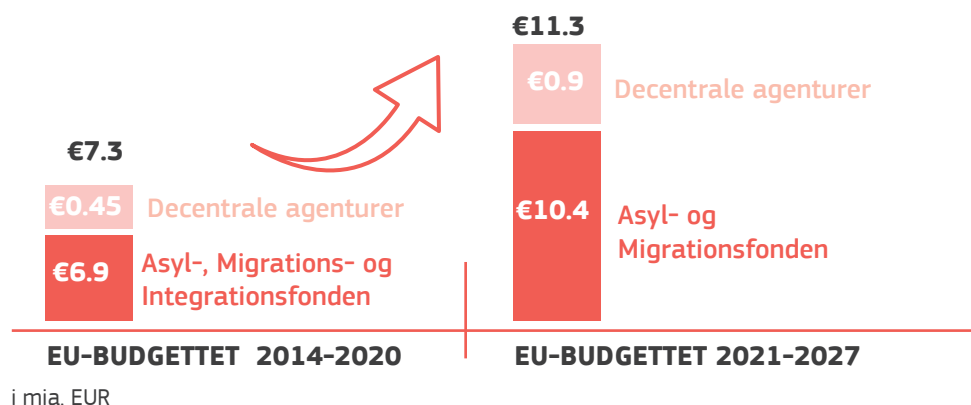 €7.3
€0.45
Decentrale agenturer
€6.9
Asyl-, Migrations- og
Integrationsfonden
EU-BUDGETTET 2014-2020
€11.3
€0.9
Decentrale agenturer
€10.4
Asyl- og
Migrationsfonden
EU-BUDGETTET 2021-2027
i mia. EUR